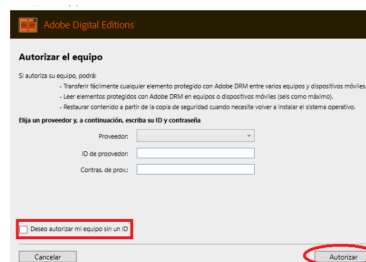 Adobe Digital Editions
Autorizar el equipo
Si autoriza su equipo, podrá:
- Transferir fácilmente cualquier elemento protegido con Adobe DRM entre varios equipos y dispositivos móviles.
- Leer elementos protegidos con Adobe DRM en equipos o dispositivos móviles (seis como máximo).
- Restaurar contenido a partir de la copia de seguridad cuando necesite volver a instalar el sistema operativo.
Elija un proveedor y, a continuación, escriba su ID y contraseña
Proveedor:
ID de proovedor:
Contras. de prov.:
Deseo autorizar mi equipo sin un ID
Cancelar
Autorizar